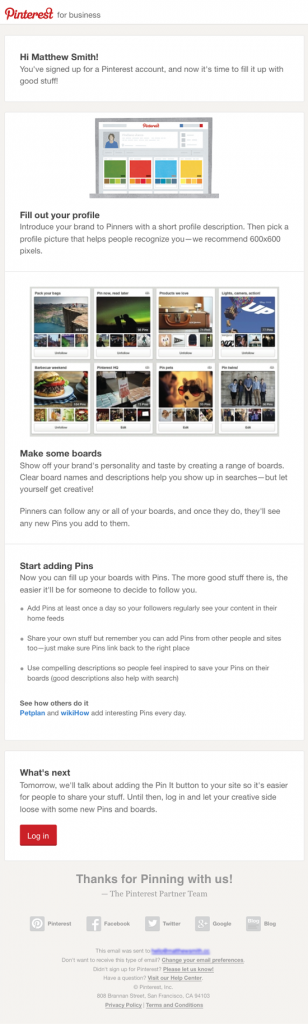 Pinterest for business
Hi Matthew Smith!
You've signed up for a Pinterest account, and now it's time to fill it up with
good stuff!
Pinterest
Fill out your profile
Introduce your brand to Pinners with a short profile description. Then pick a
profile picture that helps people recognize you—we recommend 600x600
pixels.
Pack your bags
Pin now, read later
Products we love
Lights, camera, action!
Unfollow
Unfollow
Unfollow
Unfollow
Barbecue weekend
Pinterest HQ
Pin pets
Pin hatred
Unfollow
Edit
Edit
Edit
Make some boards
Show off your brand's personality and taste by creating a range of boards.
Clear board names and descriptions help you show up in searches—but let
yourself get creative!
Pinners can follow any or all of your boards, and once they do, they'll see
any new Pins you add to them.
Start adding Pins
Now you can fill up your boards with Pins. The more good stuff there is, the
easier it'll be for someone to decide to follow you.
Add Pins at least once a day so your followers regularly see your content in their
home feeds
Share your own stuff but remember you can add Pins from other people and sites
too—just make sure Pins link back to the right place
Use compelling descriptions so people feel inspired to save your Pins on their
boards (good descriptions also help with search)
See how others do it
Petplan and wikiHow add interesting Pins every day.
What's next
Tomorrow, we'll talk about adding the Pin It button to your site so it's easier
for people to share your stuff. Until then, log in and let your creative side
loose with some new Pins and boards.
Log in
Thanks for Pinning with us!
— The Pinterest Partner Team
Pinterest Facebook Twitter Google Blog
This email was sent to
Don't want to receive this type of email? Change your email preferences.
Didn't sign up for Pinterest? Please let us know!
Have a question? Visit our Help Center.
© Pinterest, Inc.
808 Brannan Street, San Francisco, CA 94103
Privacy Policy | Terms and Conditions